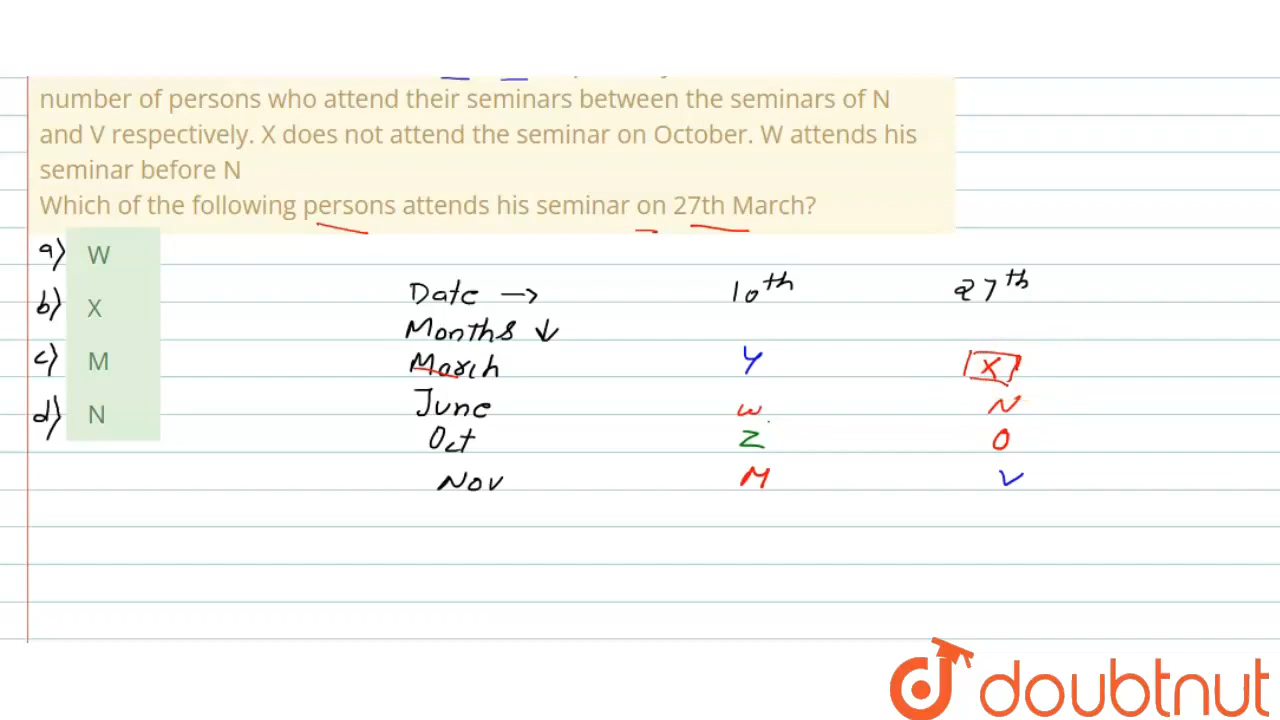 number of persons who attend their seminars between the seminars of N
and V respectively. X does not attend the seminar on October. W attends his
seminar before N
Which of the following persons attends his seminar on 27th March?
a) W
b) X
c) M
d) N
Date → 10th 27th
Months ↓
March Y X
June W N
Oct Z O
Nov M V
doubtnut